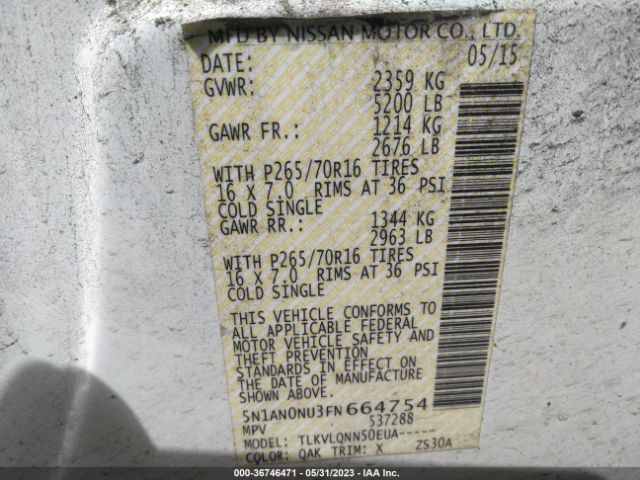 MFD BY NISSAN MOTOR CO., LTD.
DATE: 05/15
GVWR: 2359 KG
5200 LB
GAWR FR.: 1214 KG
2676 LB
WITH P265/70R16 TIRES
16 X 7.0 RIMS AT 36 PSI
COLD SINGLE
GAWR RR.: 1344 KG
2963 LB
WITH P265/70R16 TIRES
16 X 7.0 RIMS AT 36 PSI
COLD SINGLE
THIS VEHICLE CONFORMS TO
ALL APPLICABLE FEDERAL
MOTOR VEHICLE SAFETY AND
THEFT PREVENTION
STANDARDS IN EFFECT ON
THE DATE OF MANUFACTURE
SHOWN ABOVE.
5N1AN0NU3FN664754
MPV 537288
MODEL: TLKVLQNN50EUA-----
COLOR: QAK TRIM: X ZS30A
000-36746471 - 05/31/2023 - IAAI.com